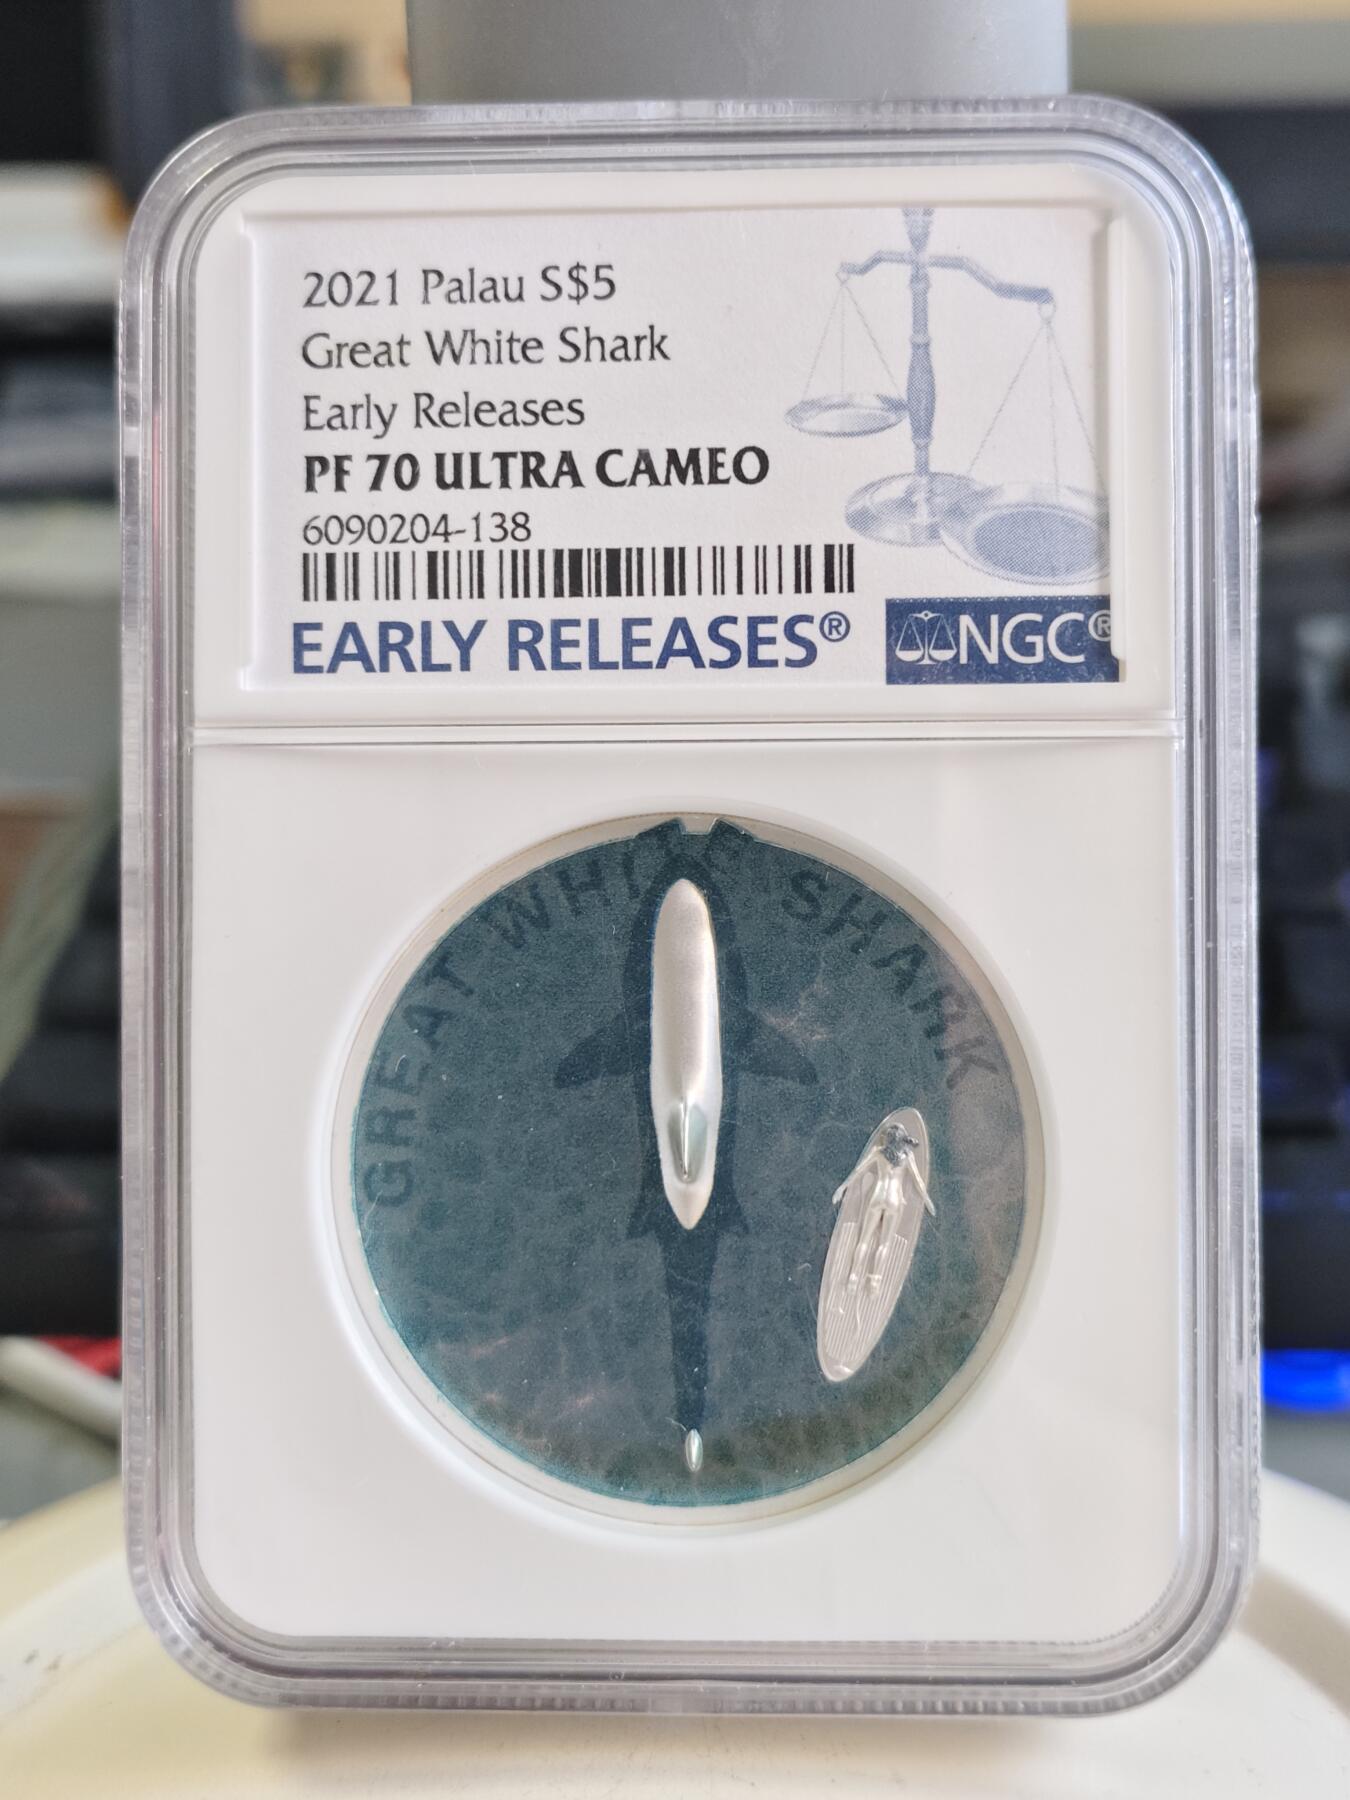 2021 Palau S$5
Great White Shark
Early Releases
PF 70 ULTRA CAMEO
6090204-138
EARLY RELEASES®
NGC®
GREAT WHITE SHARK